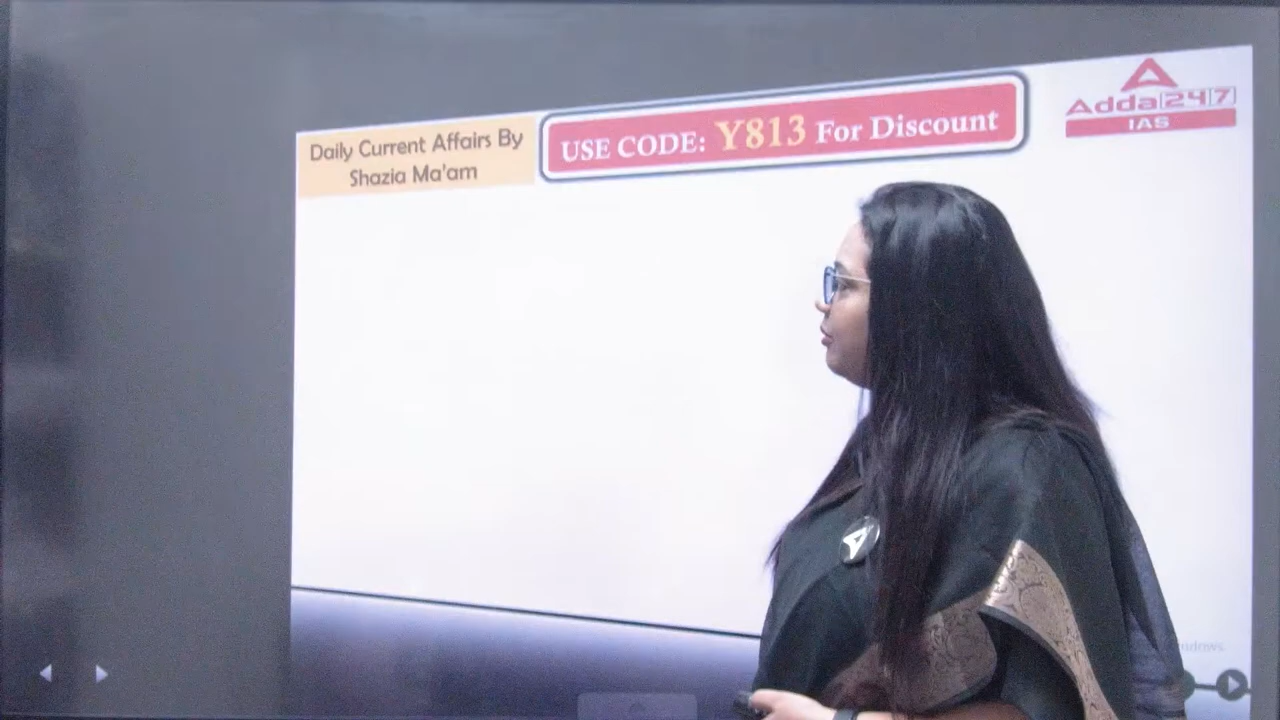 Daily Current Affairs By
Shazia Ma'am
USE CODE: Y813 For Discount
Adda247
IAS